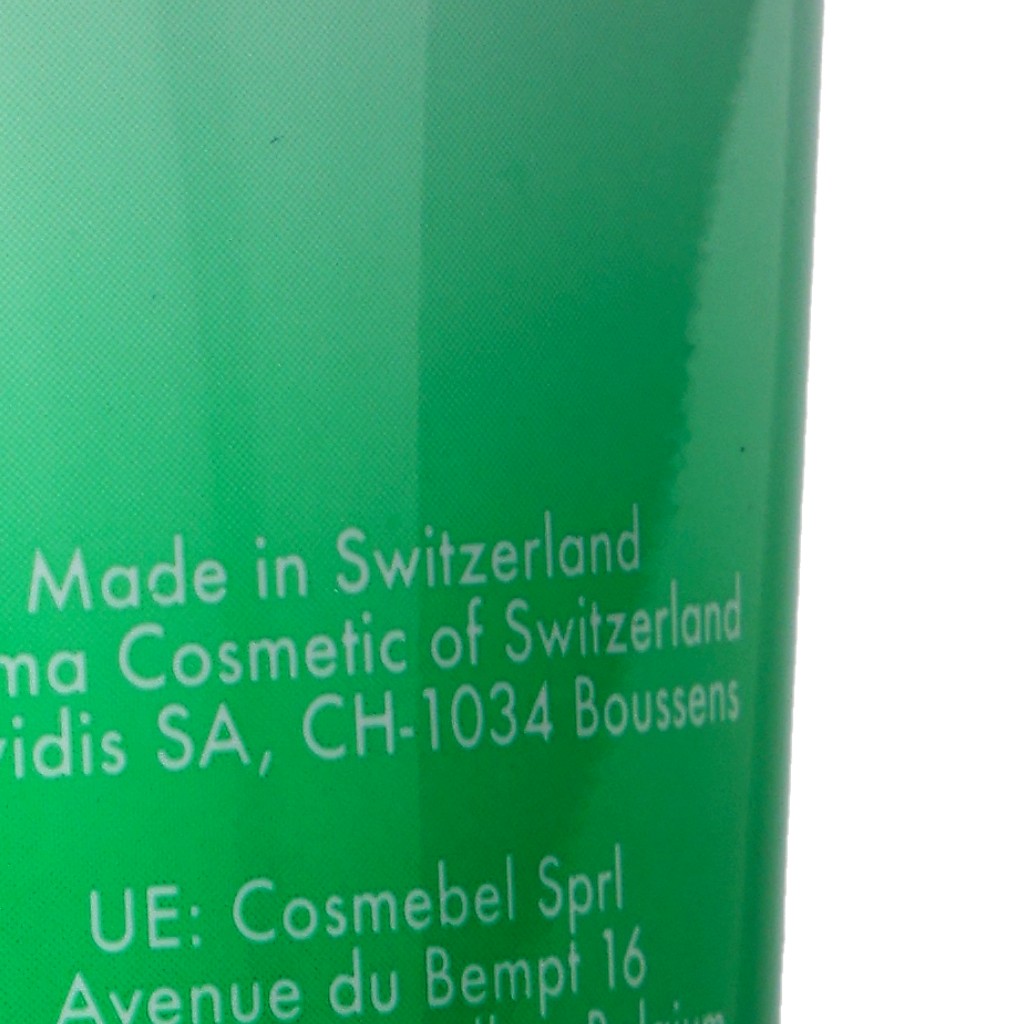 Made in Switzerland
ma Cosmetic of Switzerland
vidis SA, CH-1034 Boussens
UE: Cosmebel Sprl
Avenue du Bempt 16
Belgium